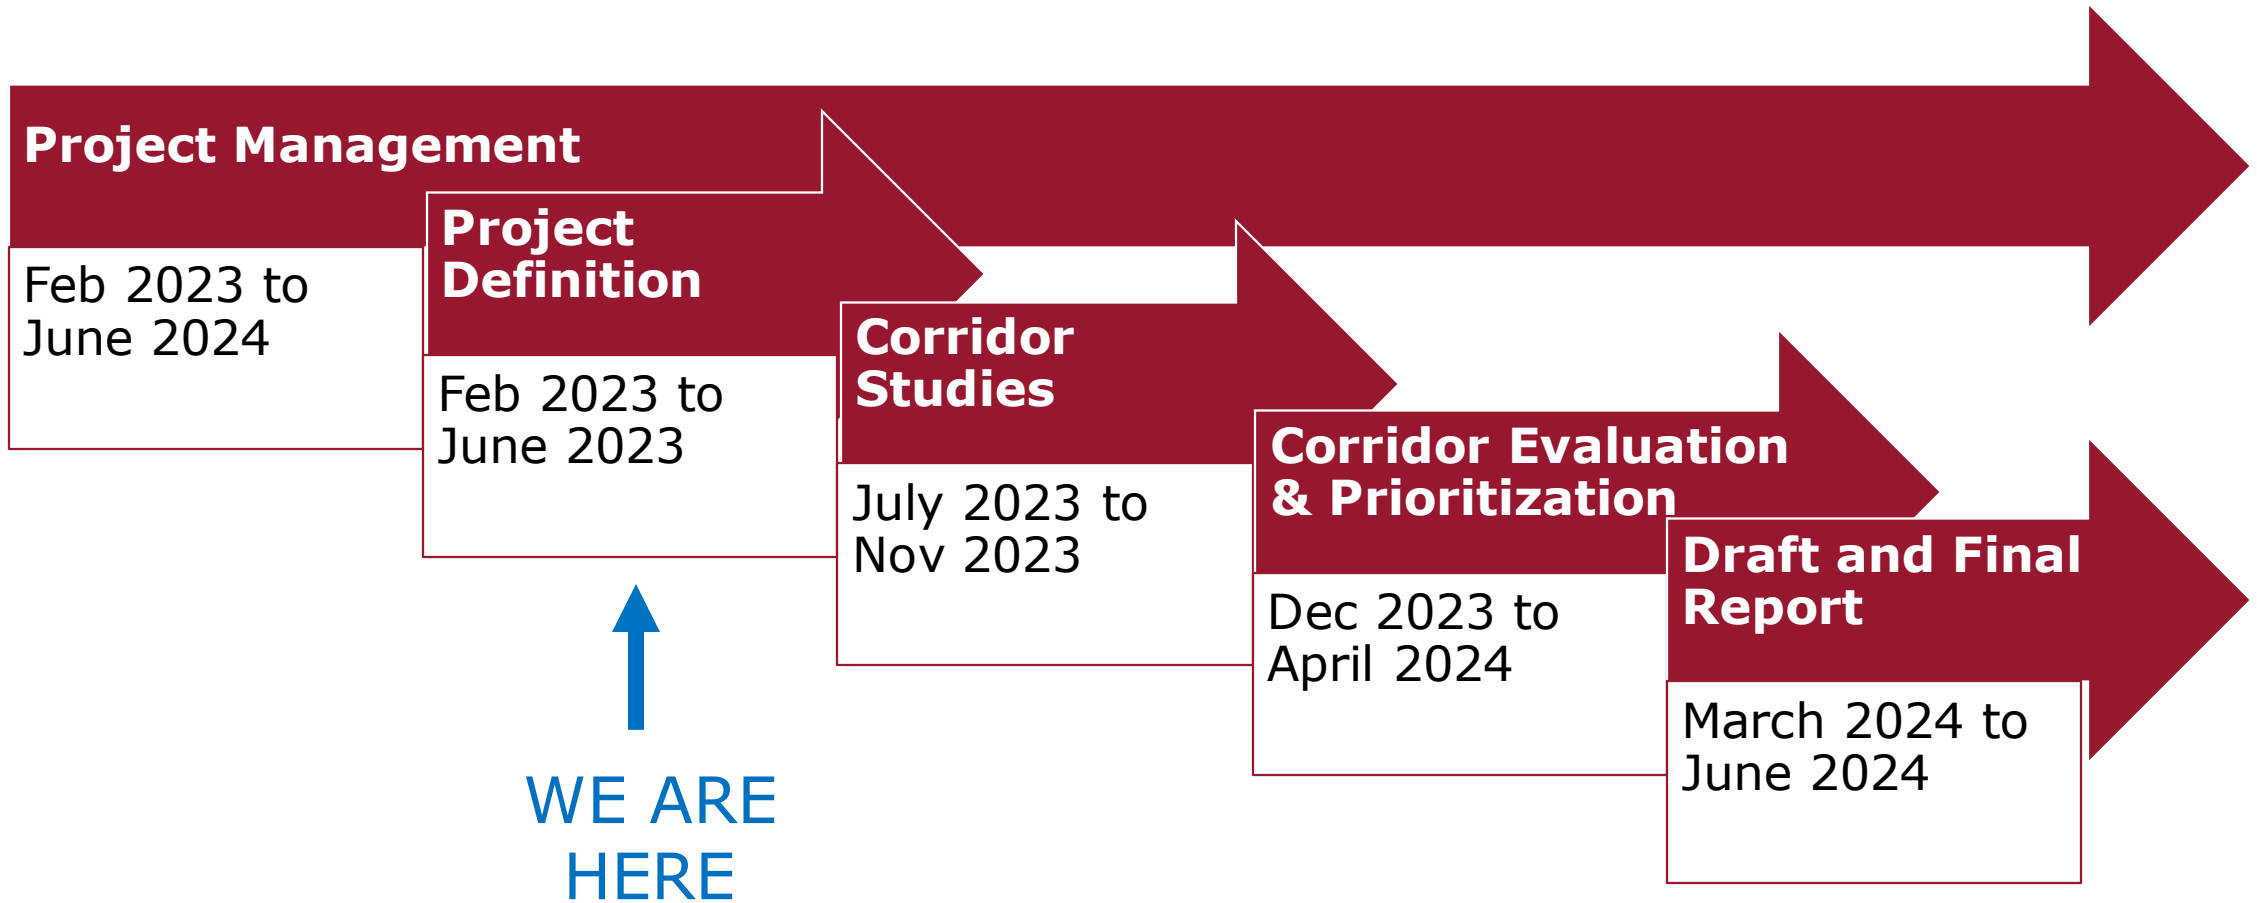 Project Management
Feb 2023 to
June 2024
Project
Definition
Feb 2023 to
June 2023
Corridor
Studies
July 2023 to
Nov 2023
Corridor Evaluation
& Prioritization
Dec 2023 to
April 2024
Draft and Final
Report
March 2024 to
June 2024
WE ARE
HERE